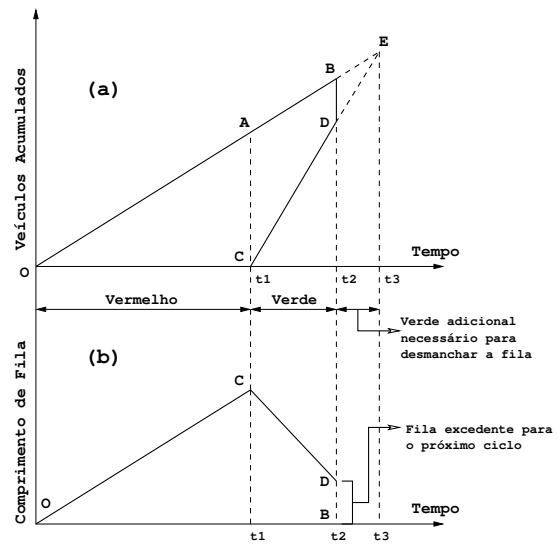 E
B
(a)
A
D
Veículos Acumulados
C
Tempo
O
t1
t2
t3
Vermelho
Verde
Verde adicional
necessário para
desmanchar a fila
(b)
C
Comprimento de Fila
Fila excedente para
o próximo ciclo
D
O
B
Tempo
t1
t2
t3